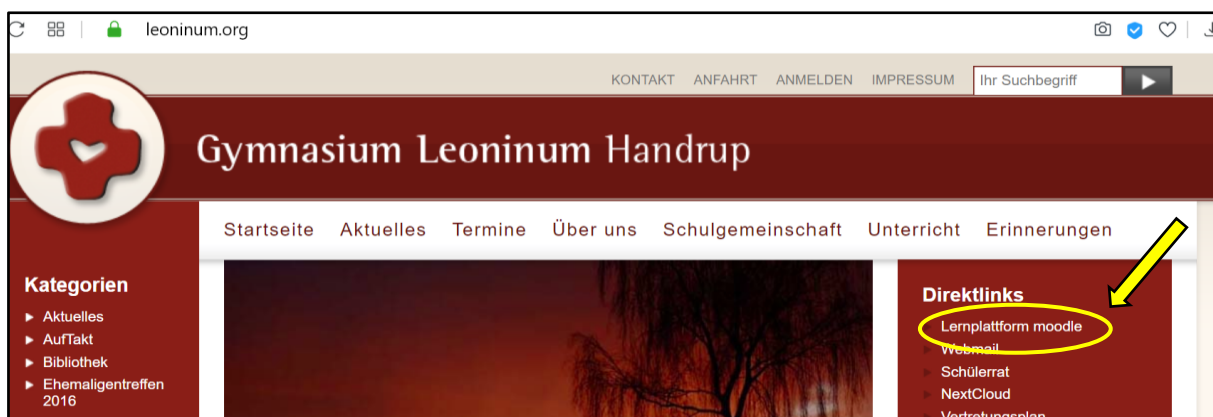 leoninum.org
KONTAKT ANFAHRT ANMELDEN IMPRESSUM Ihr Suchbegriff
Gymnasium Leoninum Handrup
Startseite Aktuelles Termine Über uns Schulgemeinschaft Unterricht Erinnerungen
Kategorien
Aktuelles
AufTakt
Bibliothek
Ehemaligentreffen
2016
Direktlinks
Lernplattform moodle
Webmail
Schülerrat
NextCloud
Vertretungsplan